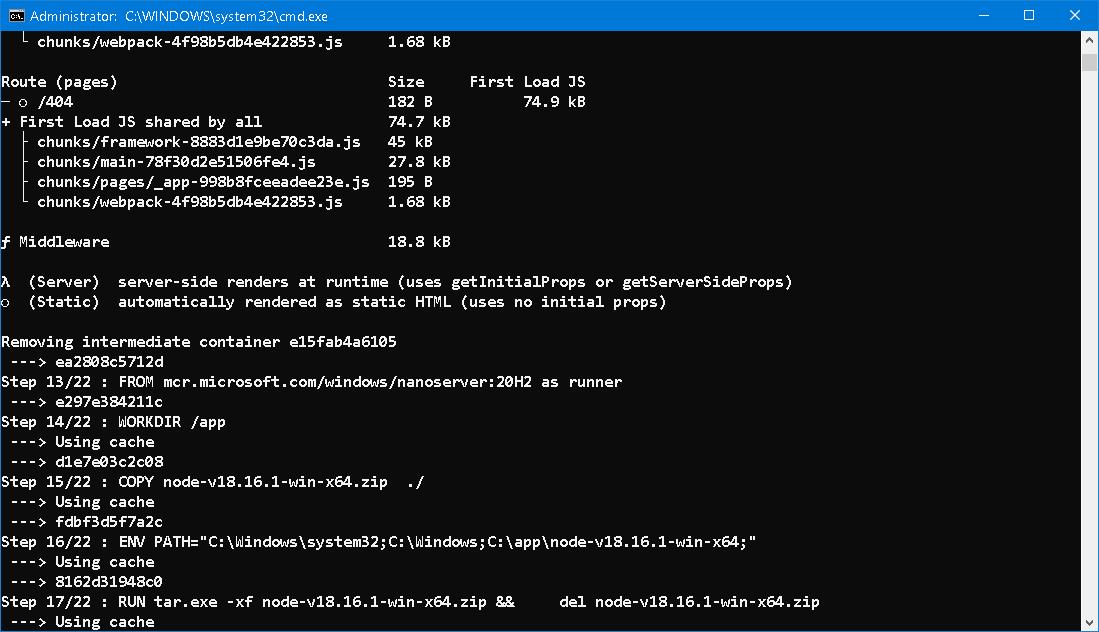 Administrator: C:\WINDOWS\system32\cmd.exe
└ chunks/webpack-4f98b5db4e422853.js 1.68 kB
Route (pages) Size First Load JS
─ ○ /404 182 B 74.9 kB
+ First Load JS shared by all 74.7 kB
├ chunks/framework-8883d1e9be70c3da.js 45 kB
├ chunks/main-78f30d2e51506fe4.js 27.8 kB
├ chunks/pages/_app-998b8fceeadee23e.js 195 B
└ chunks/webpack-4f98b5db4e422853.js 1.68 kB
ƒ Middleware 18.8 kB
λ (Server) server-side renders at runtime (uses getInitialProps or getServerSideProps)
○ (Static) automatically rendered as static HTML (uses no initial props)
Removing intermediate container e15fab4a6105
---> ea2808c5712d
Step 13/22 : FROM mcr.microsoft.com/windows/nanoserver:20H2 as runner
---> e297e384211c
Step 14/22 : WORKDIR /app
---> Using cache
---> d1e7e03c2c08
Step 15/22 : COPY node-v18.16.1-win-x64.zip ./
---> Using cache
---> fdbf3d5f7a2c
Step 16/22 : ENV PATH="C:\Windows\system32;C:\Windows;C:\app\node-v18.16.1-win-x64;"
---> Using cache
---> 8162d31948c0
Step 17/22 : RUN tar.exe -xf node-v18.16.1-win-x64.zip && del node-v18.16.1-win-x64.zip
---> Using cache